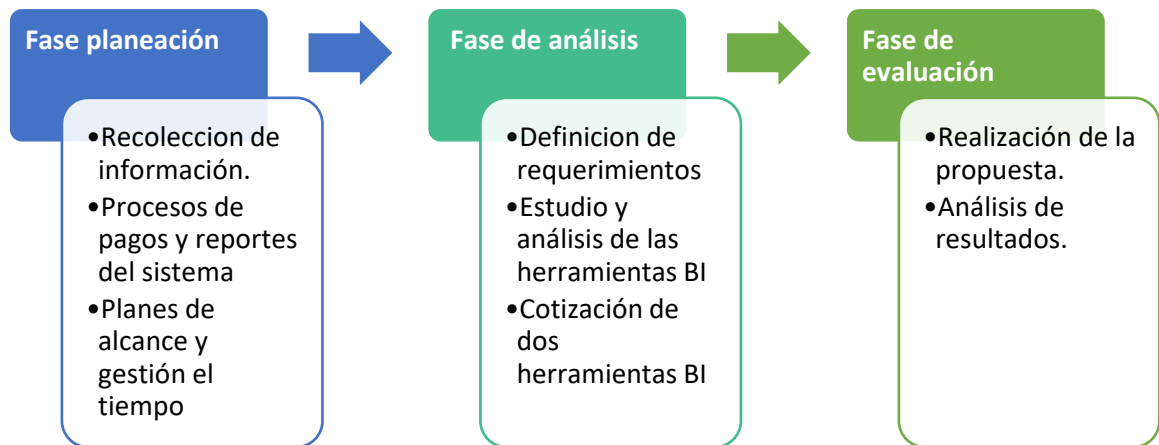 Fase planeación
•Recoleccion de
información.
•Procesos de
pagos y reportes
del sistema
•Planes de
alcance y
gestión el
tiempo
Fase de análisis
•Definicion de
requerimientos
•Estudio y
análisis de las
herramientas BI
•Cotización de
dos
herramientas BI
Fase de
evaluación
•Realización de la
propuesta.
•Análisis de
resultados.